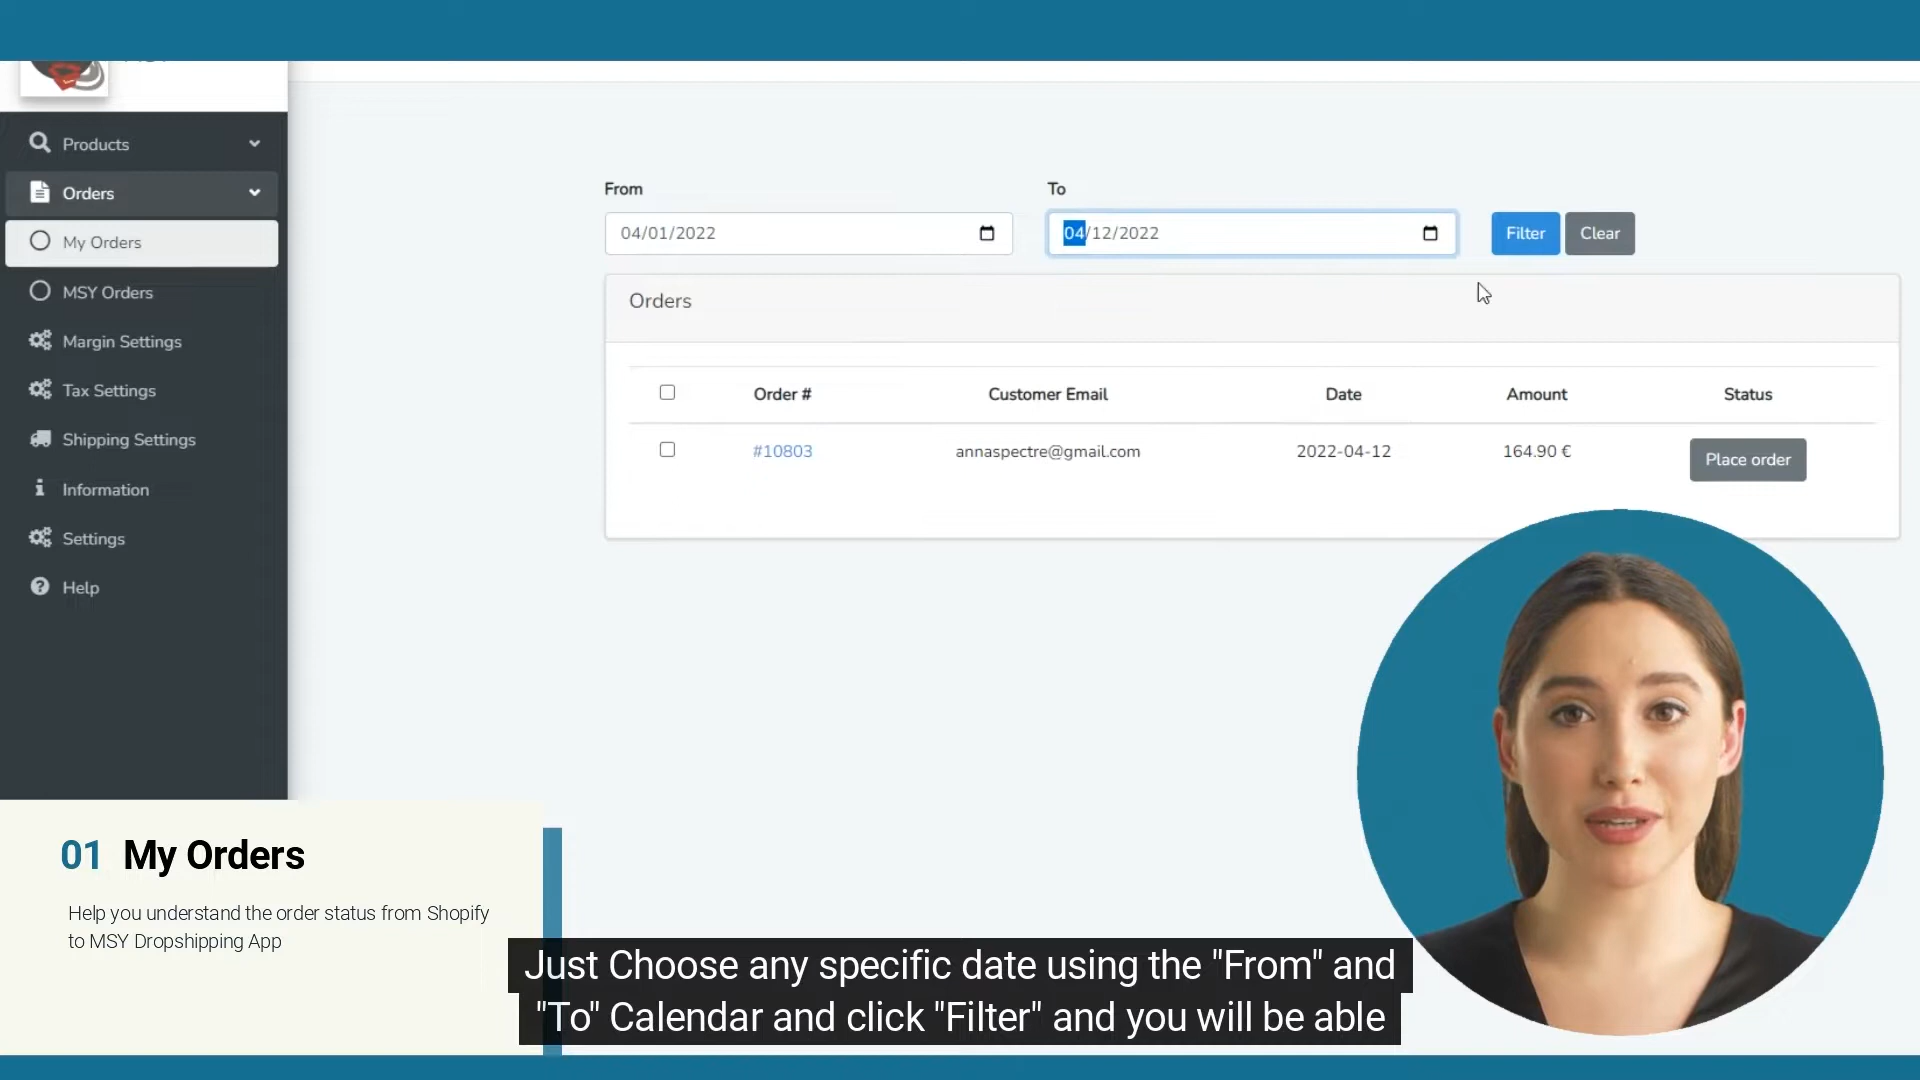 Products
Orders
My Orders
MSY Orders
Margin Settings
Tax Settings
Shipping Settings
Information
Settings
Help
From
To
04/01/2022
04/12/2022
Filter
Clear
Orders
Order # Customer Email Date Amount Status
#10803 annaspectre@gmail.com 2022-04-12 164.90 € Place order
01 My Orders
Help you understand the order status from Shopify
to MSY Dropshipping App
Just Choose any specific date using the "From" and
"To" Calendar and click "Filter" and you will be able